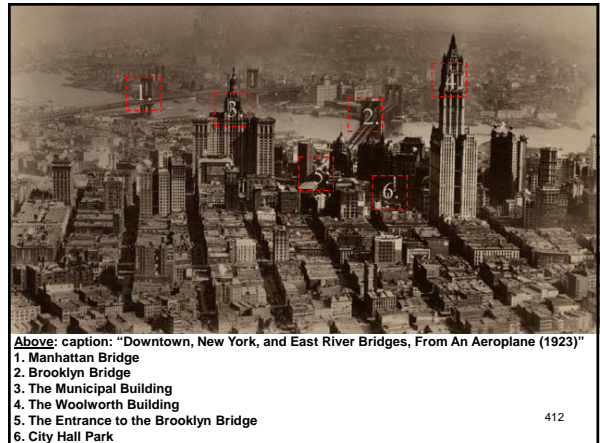 1.
3.
2.
4.
5.
6.
Above: caption: “Downtown, New York, and East River Bridges, From An Aeroplane (1923)”
1. Manhattan Bridge
2. Brooklyn Bridge
3. The Municipal Building
4. The Woolworth Building
5. The Entrance to the Brooklyn Bridge
6. City Hall Park
412